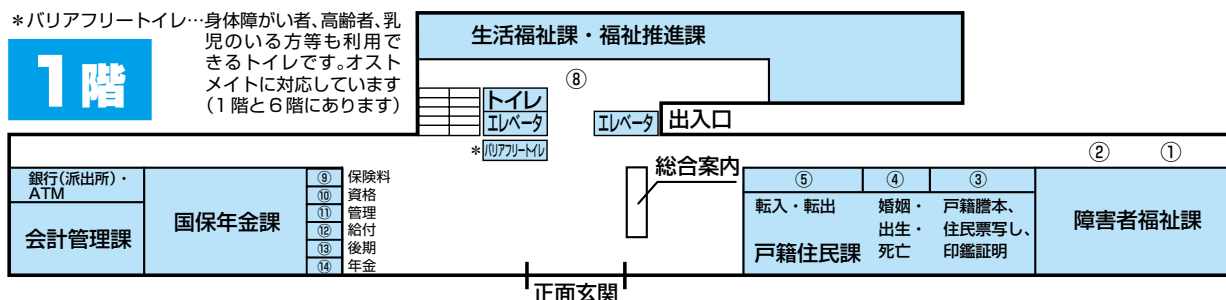 *バリアフリートイレ…身体障がい者、高齢者、乳
児のいる方等も利用で
きるトイレです。オスト
メイトに対応しています
(1階と6階にあります)
1階
生活福祉課・福祉推進課
⑧
トイレ
エレベータ
エレベータ
出入口
*バリアフリートイレ
総合案内
②
①
銀行(派出所)・
ATM
会計管理課
国保年金課
⑨ 保険料
⑩ 資格
⑪ 管理
⑫ 給付
⑬ 後期
⑭ 年金
⑤
転入・転出
戸籍住民課
④
婚姻・
出生・
死亡
③
戸籍謄本、
住民票写し、
印鑑証明
障害者福祉課
正面玄関